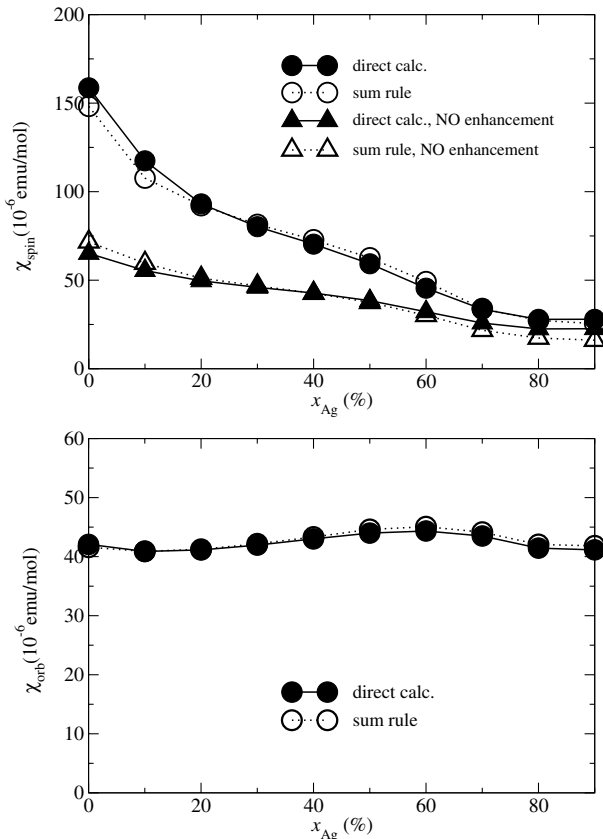 200
150
100
50
0
χspin(10-6emu/mol)
direct calc.
sum rule
direct calc., NO enhancement
sum rule, NO enhancement
0 20 40 60 80
xAg (%)
60
50
40
30
20
10
0
χorb(10-6emu/mol)
direct calc.
sum rule
0 20 40 60 80
xAg (%)